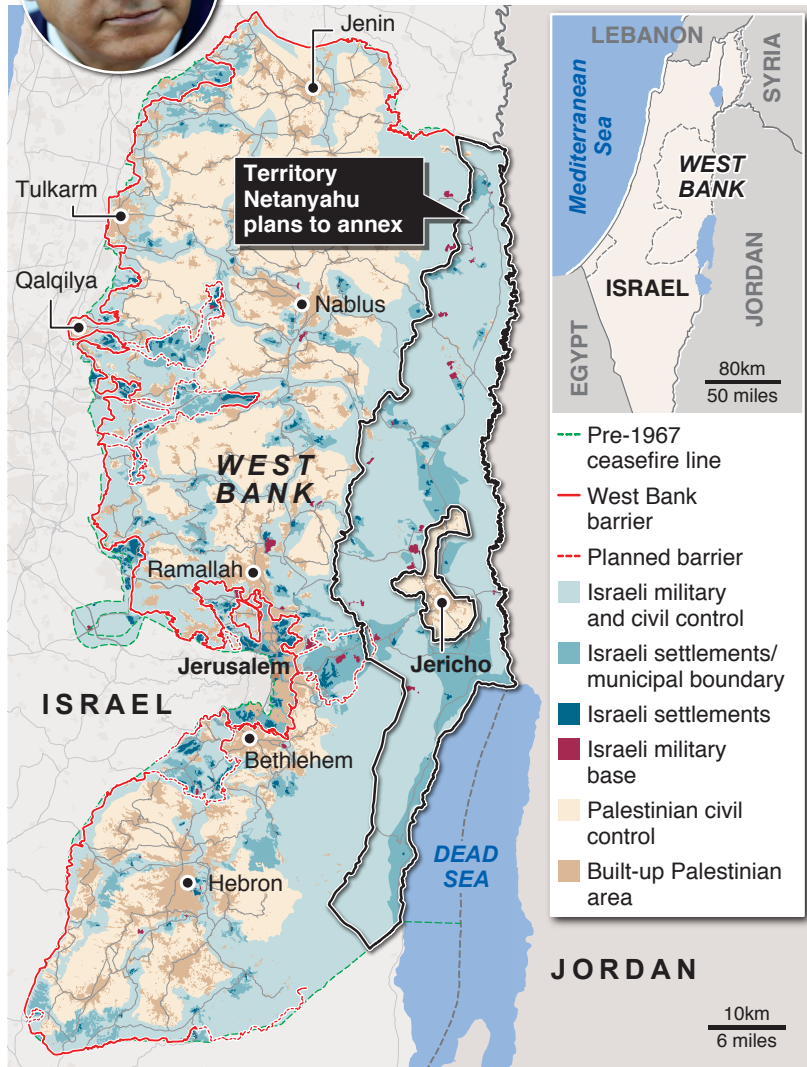 Jenin
Territory
Netanyahu
plans to annex
Tulkarm
Qalqilya
Nablus
WEST
BANK
Ramallah
Jerusalem
Jericho
ISRAEL
Bethlehem
Hebron
DEAD
SEA
JORDAN
10km
6 miles
LEBANON
SYRIA
Mediterranean
Sea
WEST
BANK
ISRAEL
JORDAN
EGYPT
80km
50 miles
Pre-1967
ceasefire line
West Bank
barrier
Planned barrier
Israeli military
and civil control
Israeli settlements/
municipal boundary
Israeli settlements
Israeli military
base
Palestinian civil
control
Built-up Palestinian
area